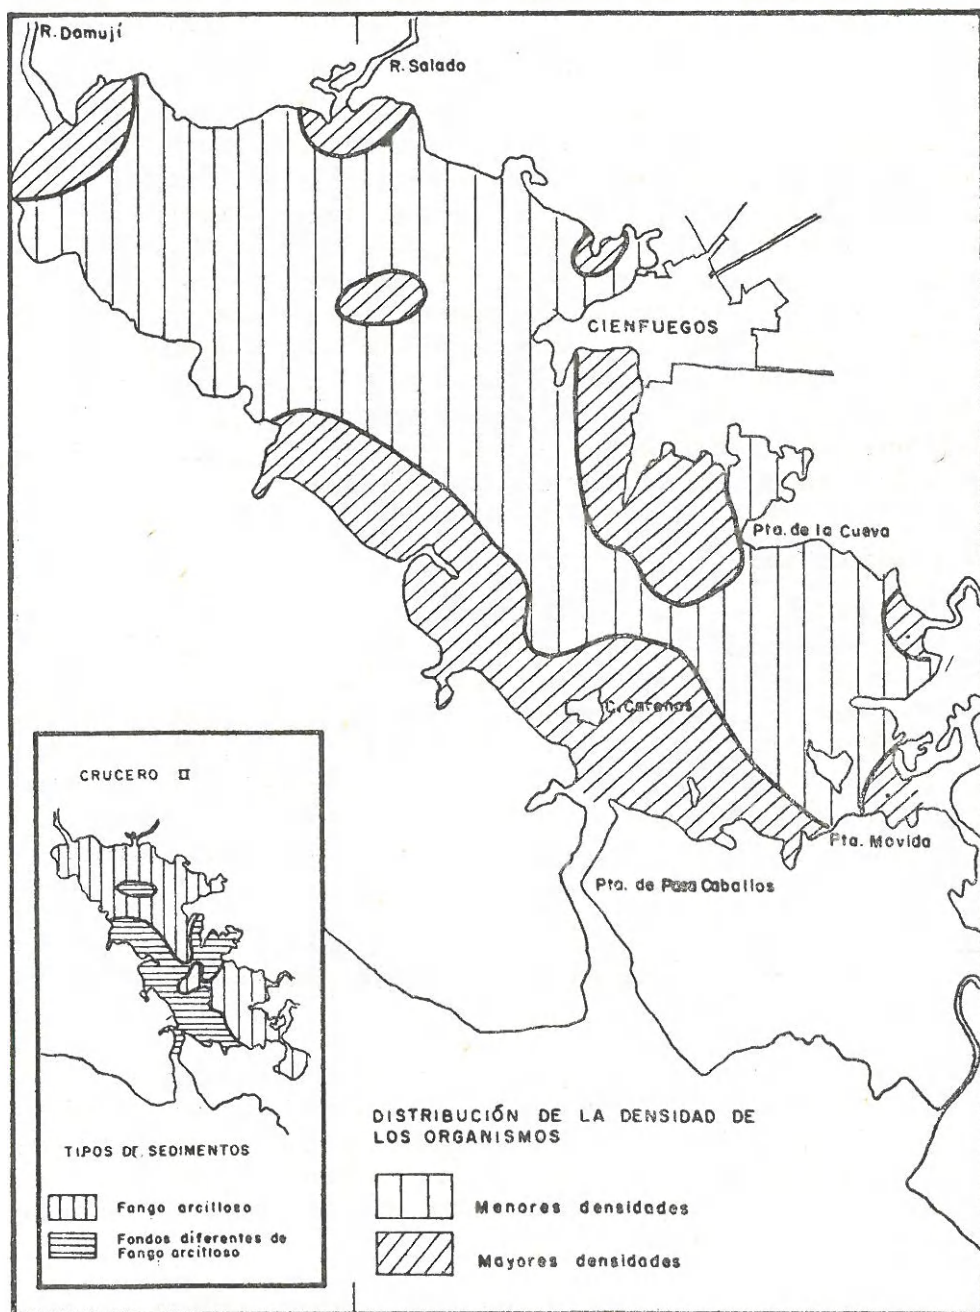 R. Damují
R. Salado
CIENFUEGOS
Pta. de la Cueva
C. Carenas
Pta. Movida
Pta. de Pasa Caballos
CRUCERO II
TIPOS DE SEDIMENTOS
Fango arcilloso
Fondos diferentes de
Fango arcilloso
DISTRIBUCIÓN DE LA DENSIDAD DE
LOS ORGANISMOS
Menores densidades
Mayores densidades